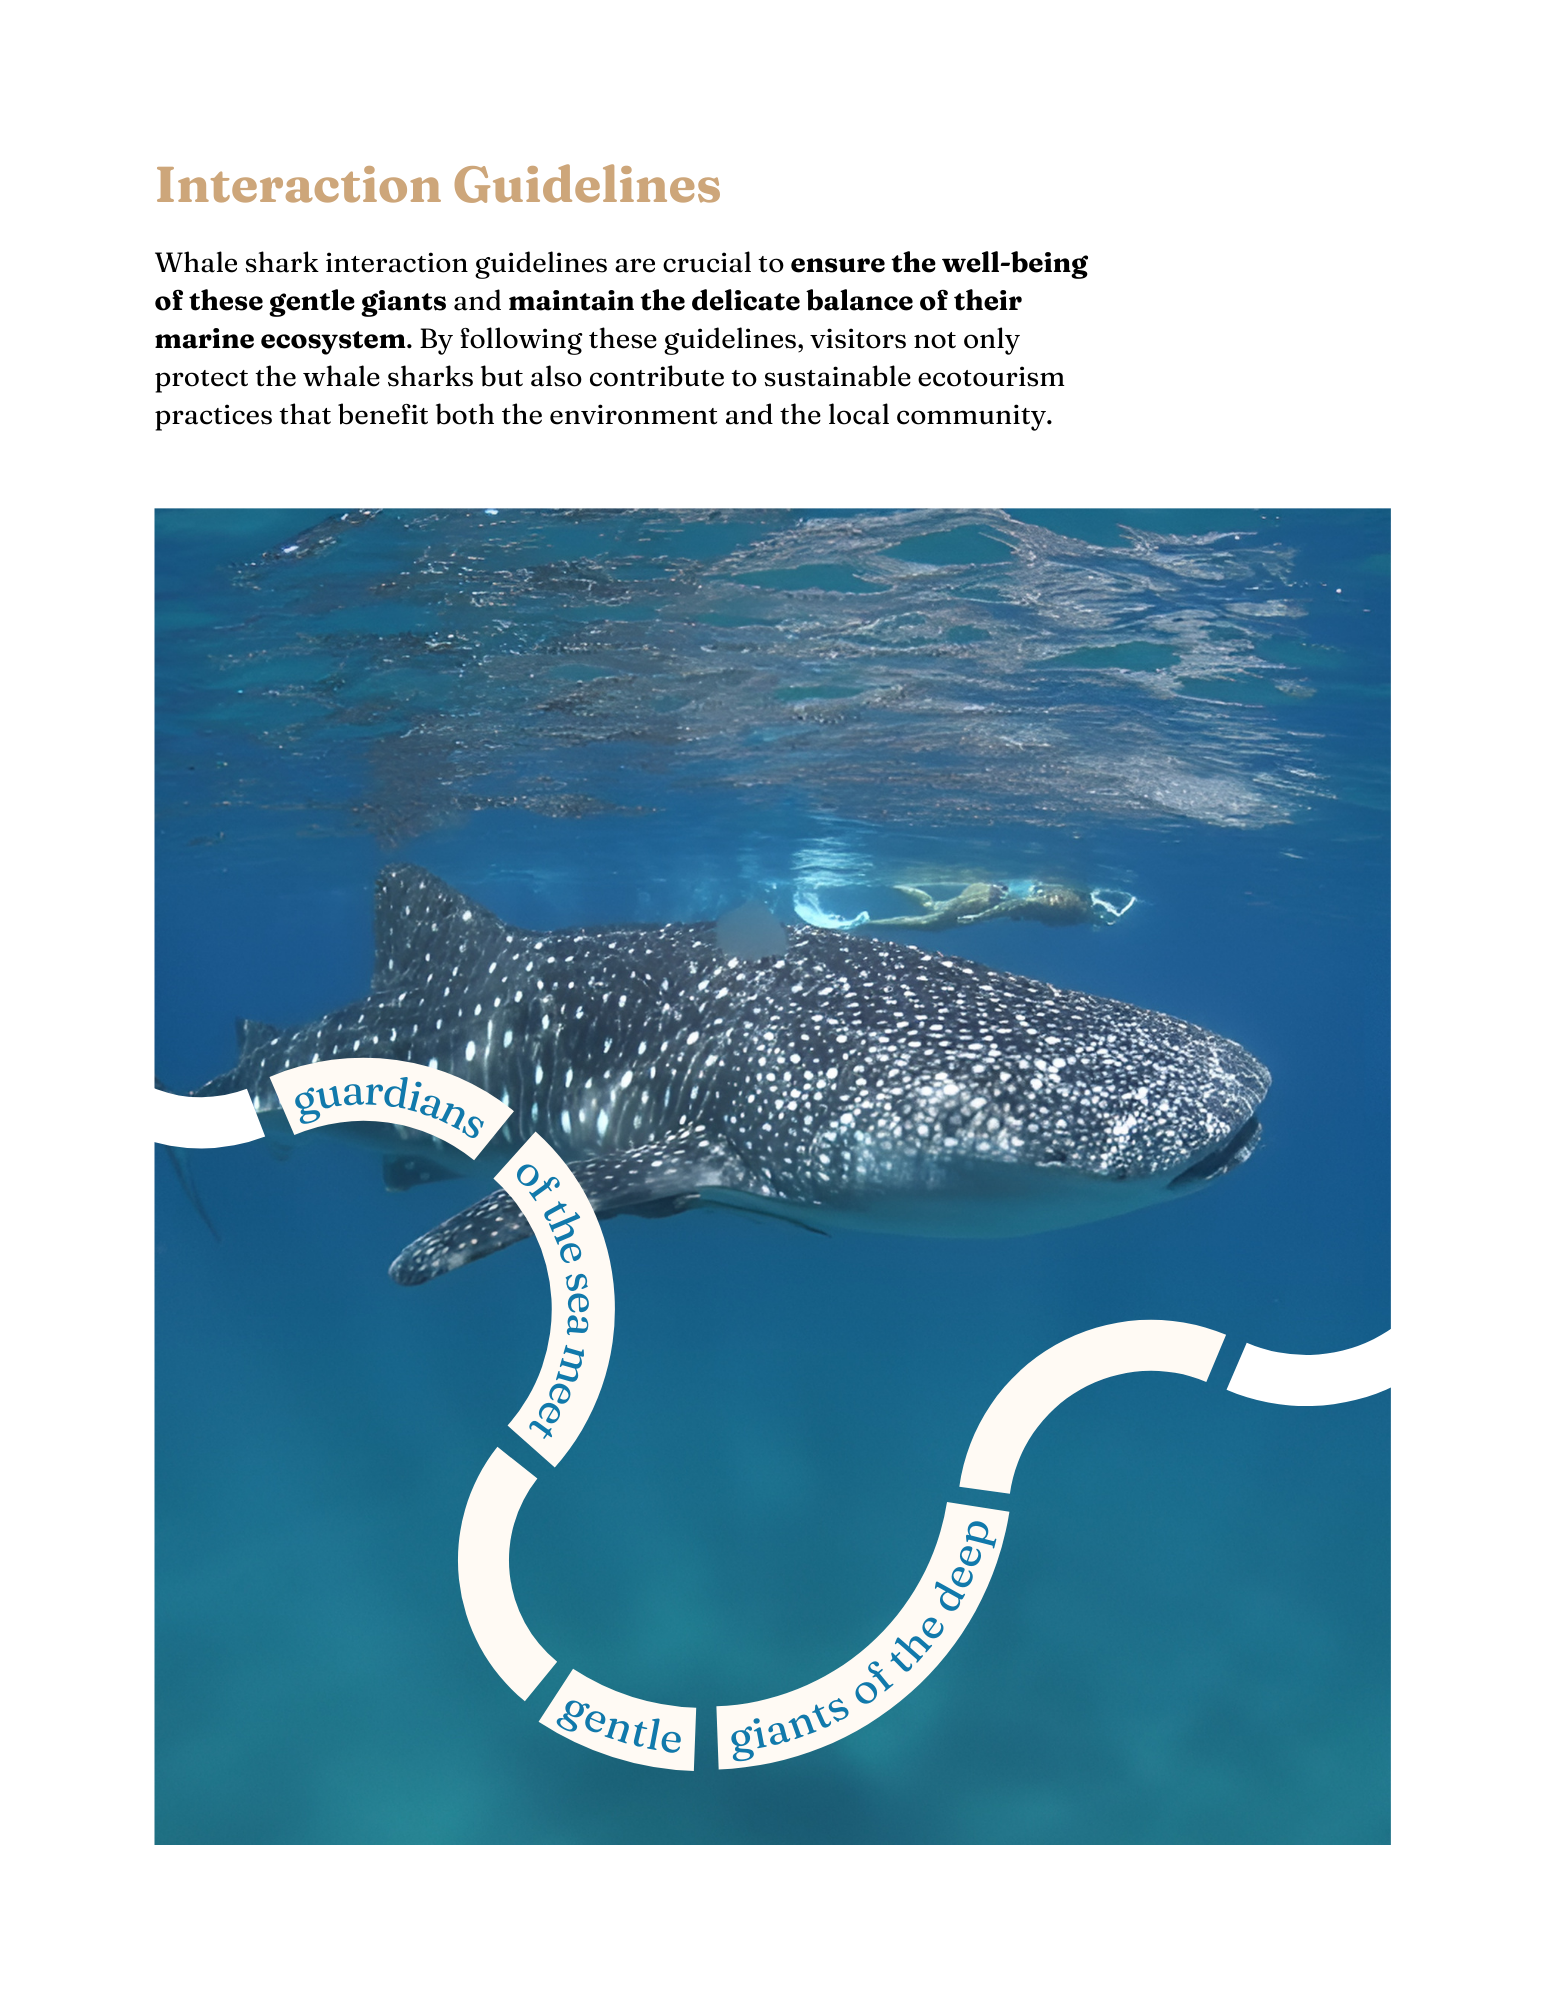 Interaction Guidelines
Whale shark interaction guidelines are crucial to ensure the well-being
of these gentle giants and maintain the delicate balance of their
marine ecosystem. By following these guidelines, visitors not only
protect the whale sharks but also contribute to sustainable ecotourism
practices that benefit both the environment and the local community.
guardians
of the sea meet
gentle
giants of the deep